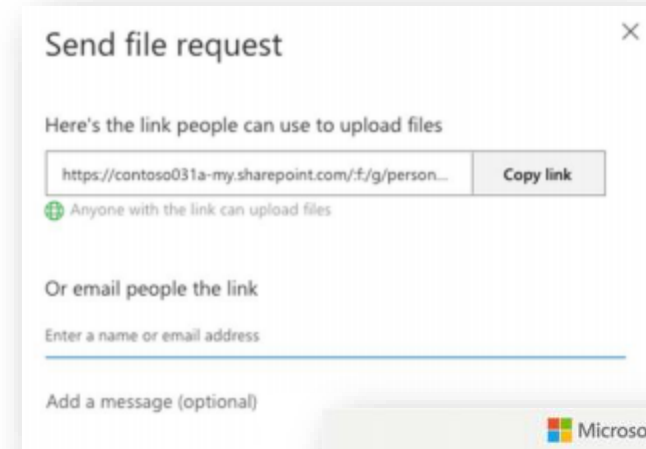 Send file request
Here's the link people can use to upload files
https://contoso031a-my.sharepoint.com/:f:/g/person...
Copy link
Anyone with the link can upload files
Or email people the link
Enter a name or email address
Add a message (optional)
Microso